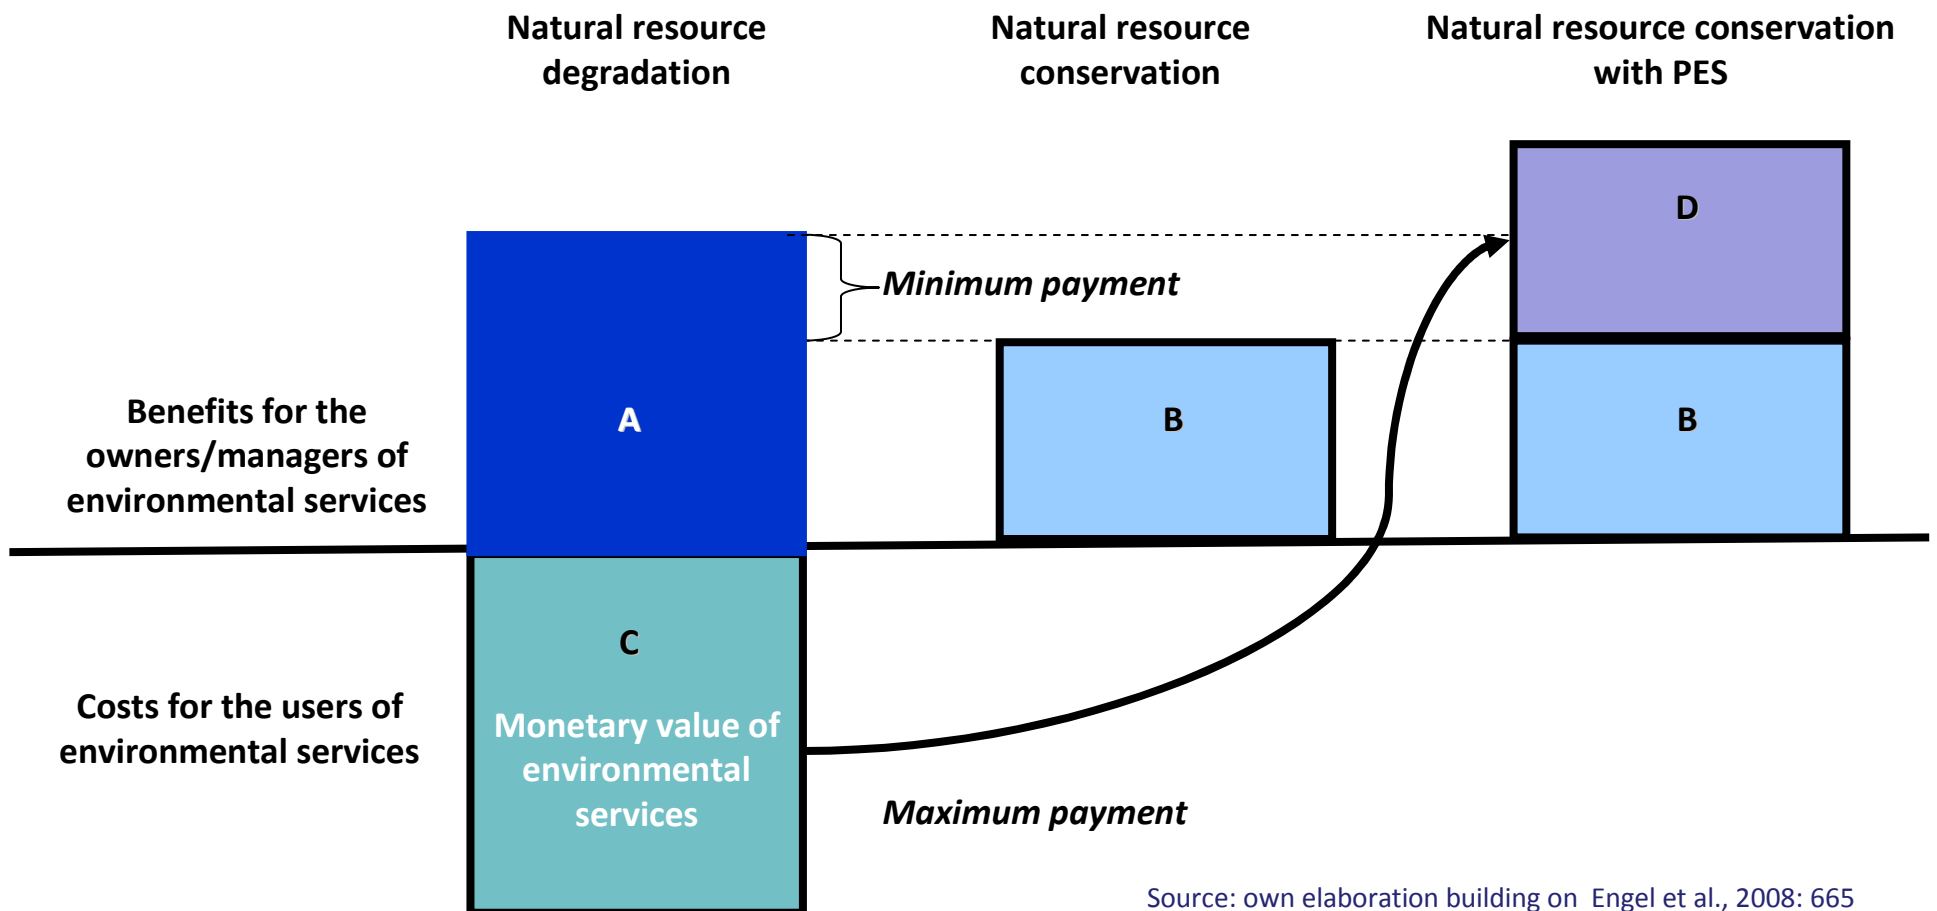 Natural resource
degradation
Natural resource
conservation
Natural resource conservation
with PES
D
Minimum payment
Benefits for the
owners/managers of
environmental services
A
B
B
C
Costs for the users of
environmental services
Monetary value of
environmental
services
Maximum payment
Source: own elaboration building on  Engel et al., 2008: 665